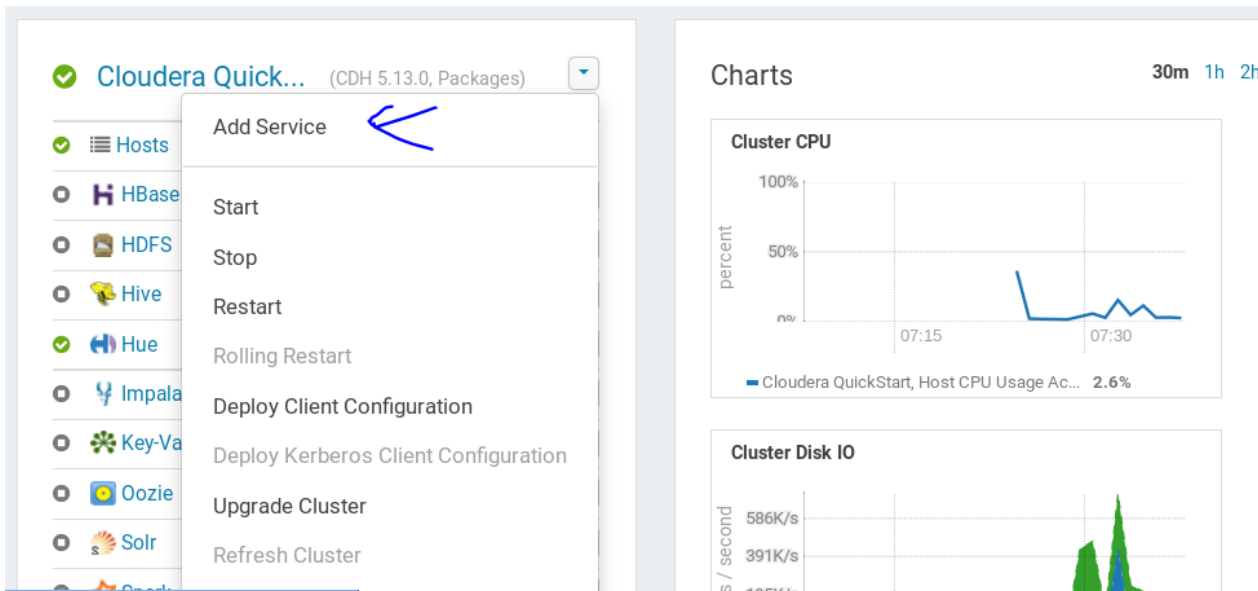 Cloudera Quick... (CDH 5.13.0, Packages)
Add Service
Hosts
HBase
HDFS
Hive
Hue
Impala
Key-Va
Oozie
Solr
Start
Stop
Restart
Rolling Restart
Deploy Client Configuration
Deploy Kerberos Client Configuration
Upgrade Cluster
Refresh Cluster
Charts
30m 1h 2h
Cluster CPU
percent
100%
50%
0%
07:15 07:30
Cloudera QuickStart, Host CPU Usage Ac... 2.6%
Cluster Disk IO
s / second
586K/s
391K/s